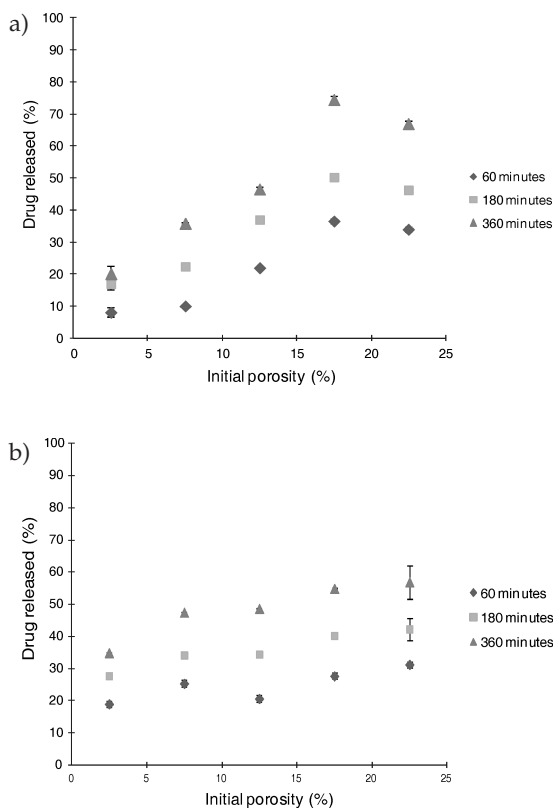 a)
100
90
80
70
60
50
40
30
20
10
0
Drug released (%)
0 5 10 15 20 25
Initial porosity (%)
60 minutes
180 minutes
360 minutes
b)
100
90
80
70
60
50
40
30
20
10
0
Drug released (%)
0 5 10 15 20 25
Initial porosity (%)
60 minutes
180 minutes
360 minutes